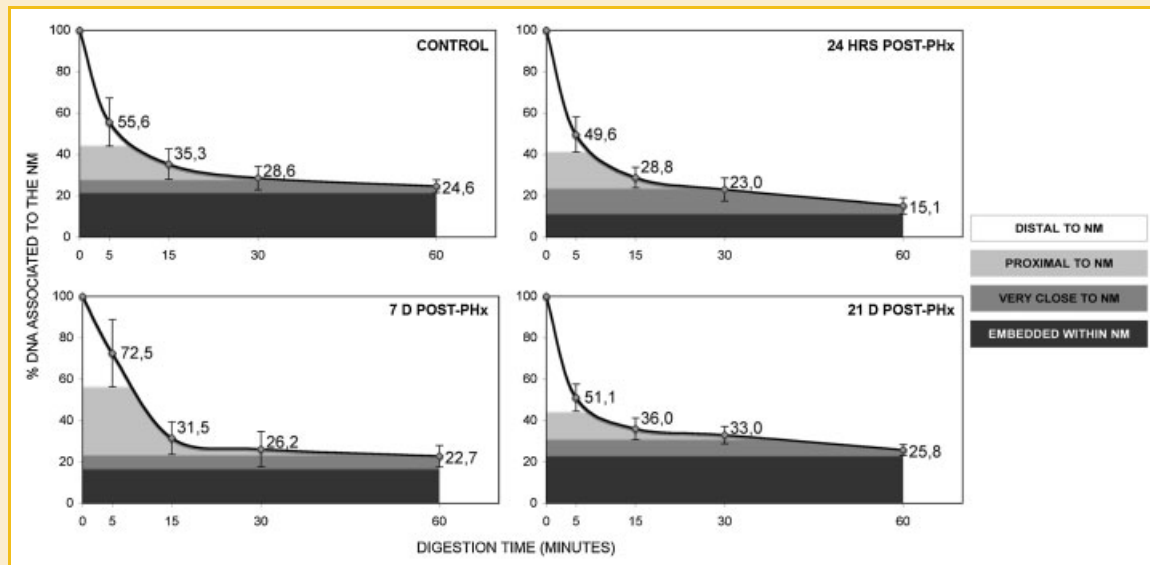 % DNA ASSOCIATED TO THE NM
CONTROL
100
80
60
40
20
0
55,6
35,3
28,6
24,6
0 5 15 30 60
24 HRS POST-PHx
100
80
60
40
20
0
49,6
28,8
23,0
15,1
0 5 15 30 60
7 D POST-PHx
100
80
60
40
20
0
72,5
31,5
26,2
22,7
0 5 15 30 60
21 D POST-PHx
100
80
60
40
20
0
51,1
36,0
33,0
25,8
0 5 15 30 60
DISTAL TO NM
PROXIMAL TO NM
VERY CLOSE TO NM
EMBEDDED WITHIN NM
DIGESTION TIME (MINUTES)